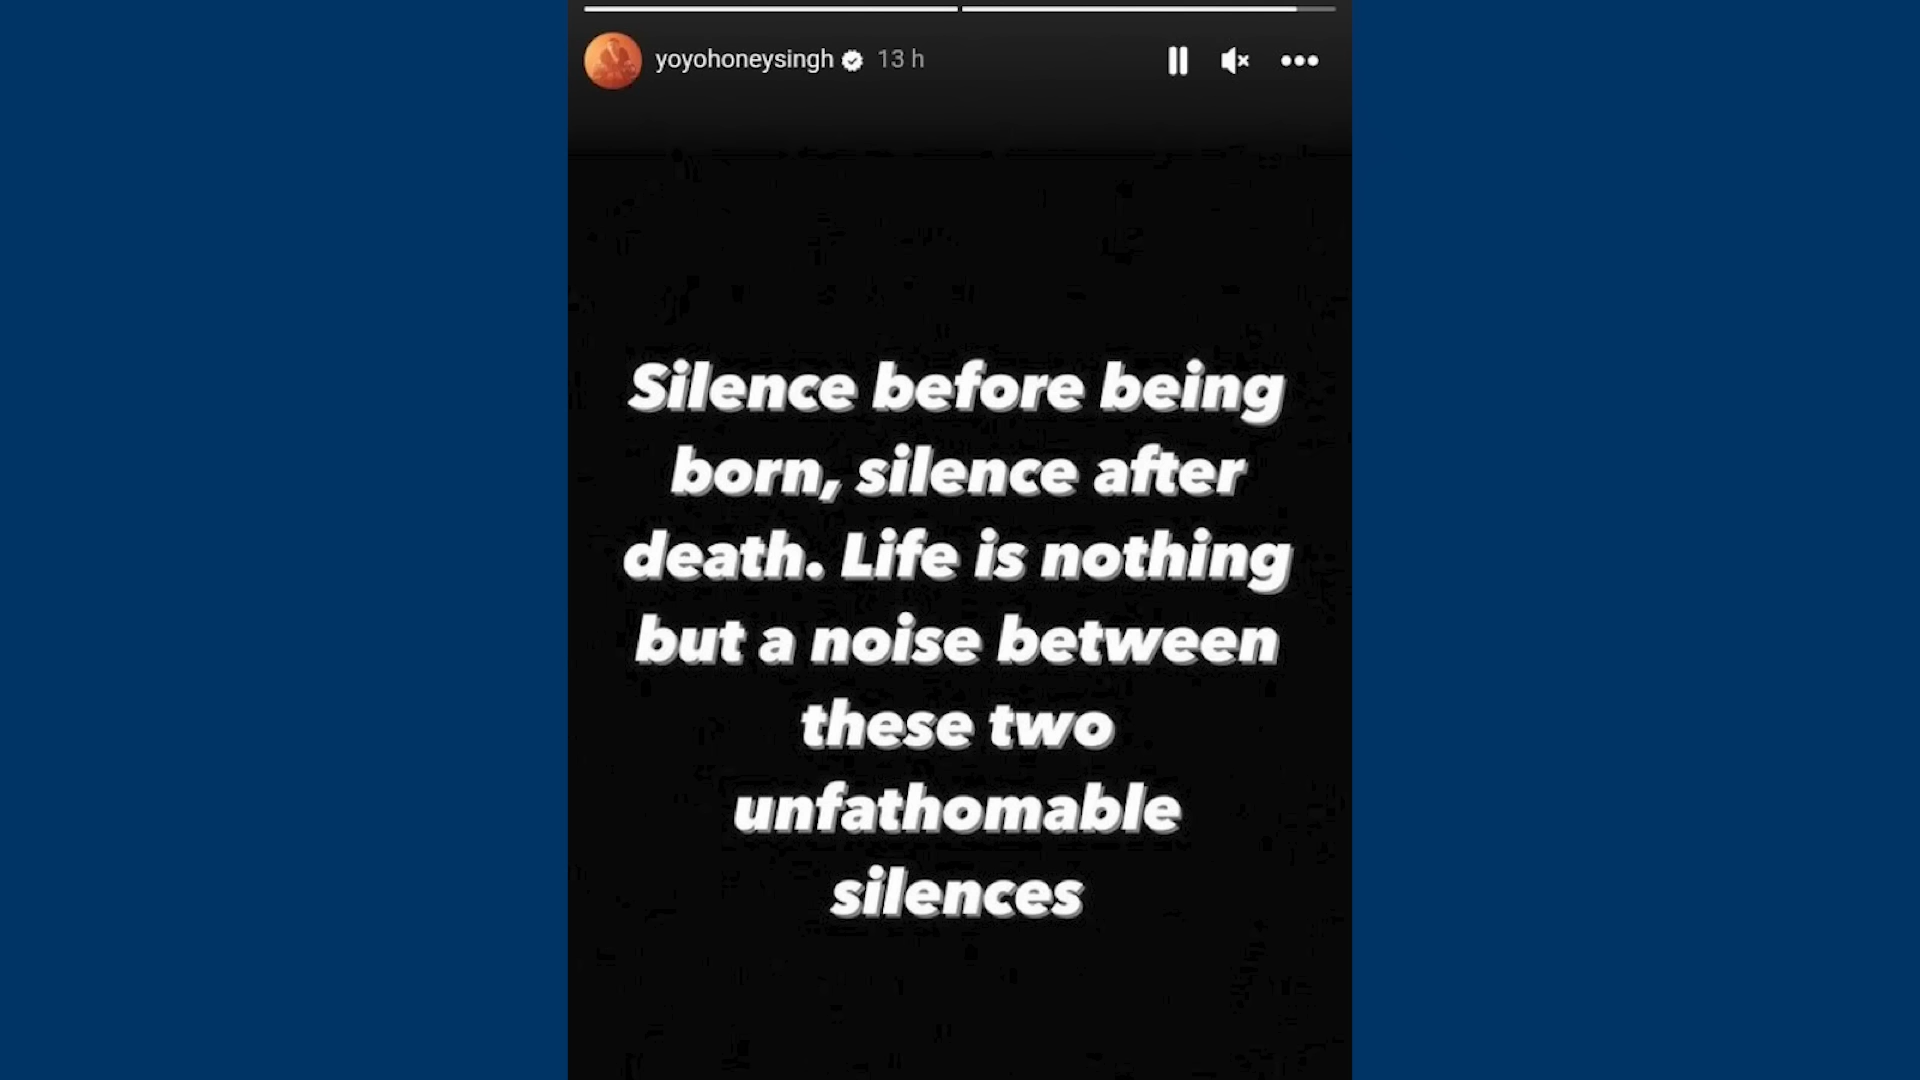 yoyohoneysingh 13 h
Silence before being
born, silence after
death. Life is nothing
but a noise between
these two
unfathomable
silences